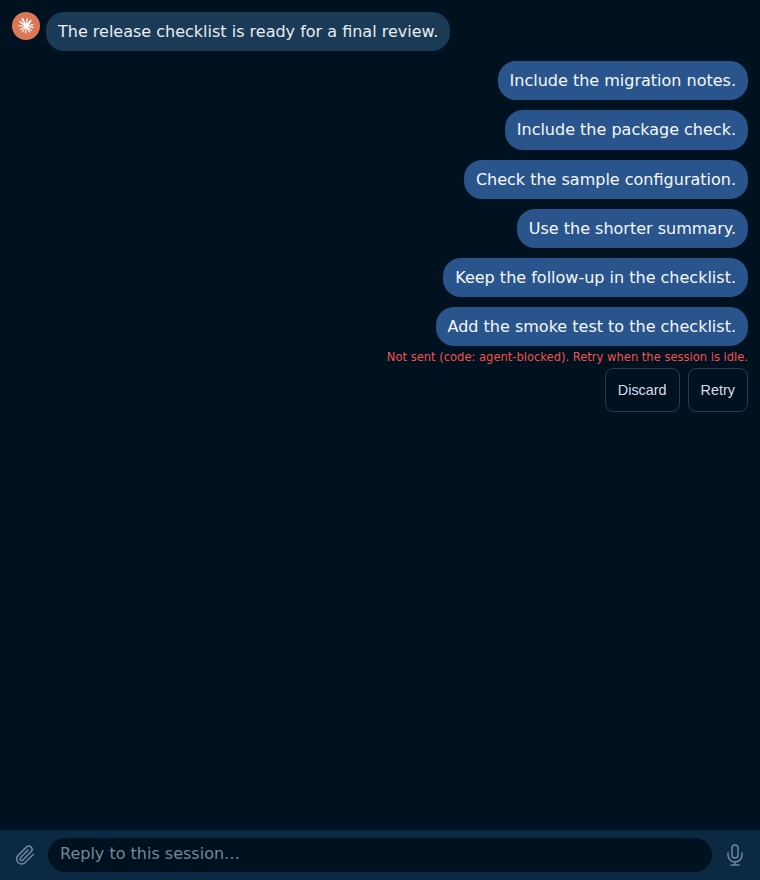 The release checklist is ready for a final review.
Include the migration notes.
Include the package check.
Check the sample configuration.
Use the shorter summary.
Keep the follow-up in the checklist.
Add the smoke test to the checklist.
Not sent (code: agent-blocked). Retry when the session is idle.
Discard Retry
Reply to this session...